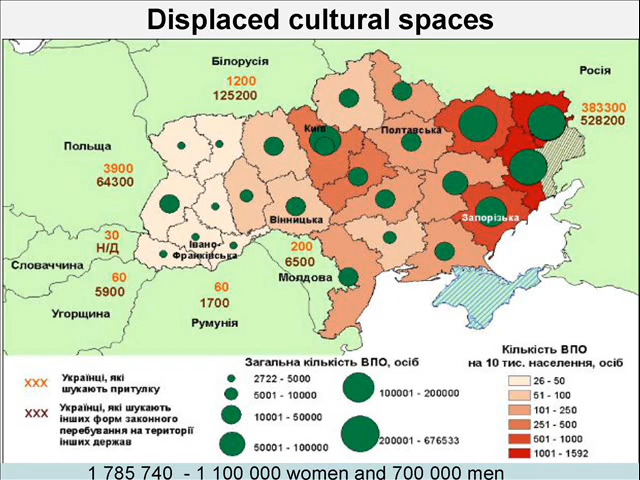 Displaced cultural spaces
Білорусія
1200
125200
Росія
383300
528200
Київ
Полтавська
Польща
3900
64300
Запорізька
Вінницька
30
Н/Д
Івано-
Франківська
200
6500
Словаччина
60
5900
Молдова
60
1700
Угорщина
Румунія
XXX
Українці, які
шукають притулку
XXX
Українці, які шукають
інших форм законного
перебування на території
інших держав
Загальна кількість ВПО, осіб
2722 - 5000
5001 - 10000
10001 - 50000
50001 - 100000
100001 - 200000
200001 - 676533
Кількість ВПО
на 10 тис. населення, осіб
26 - 50
51 - 100
101 - 250
251 - 500
501 - 1000
1001 - 1592
1 785 740 - 1 100 000 women and 700 000 men